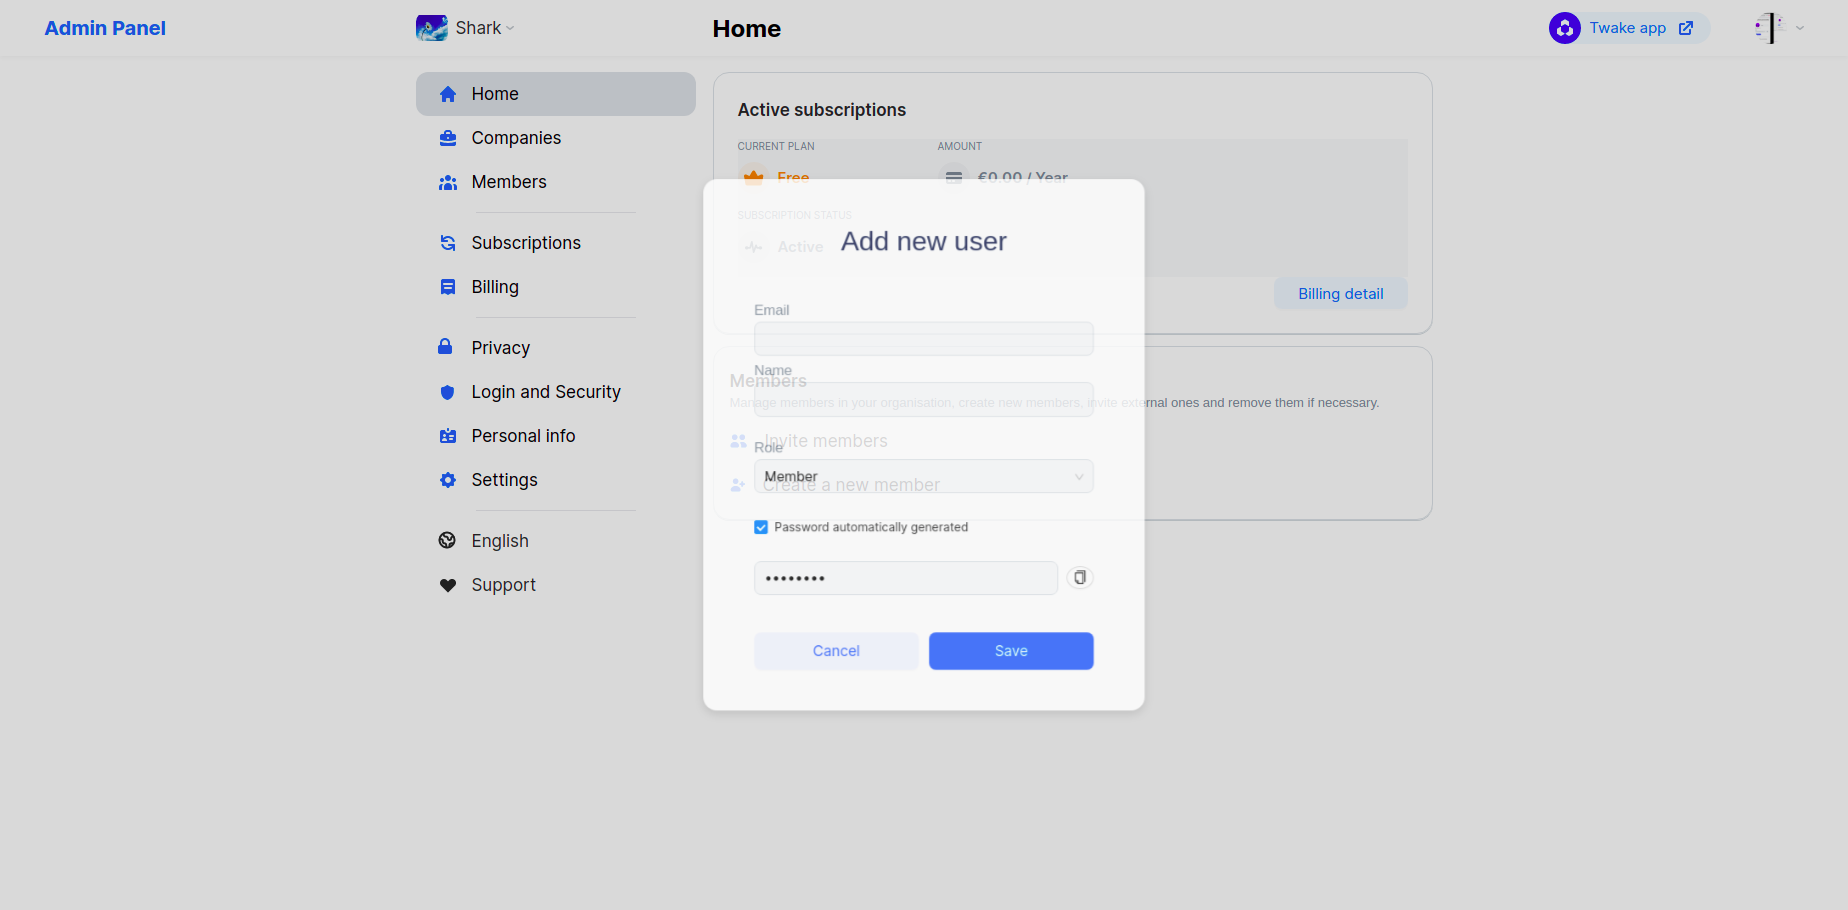 Admin Panel
Shark
Home
Twake app
Home
Companies
Members
Subscriptions
Billing
Privacy
Login and Security
Personal info
Settings
English
Support
Active subscriptions
CURRENT PLAN
AMOUNT
Free
€0.00 / Year
SUBSCRIPTION STATUS
Active
Billing detail
Members
Manage members in your organisation, create new members, invite external ones and remove them if necessary.
Invite members
Create a new member
Add new user
Email
Name
Role
Member
Password automatically generated
••••••••
Cancel
Save